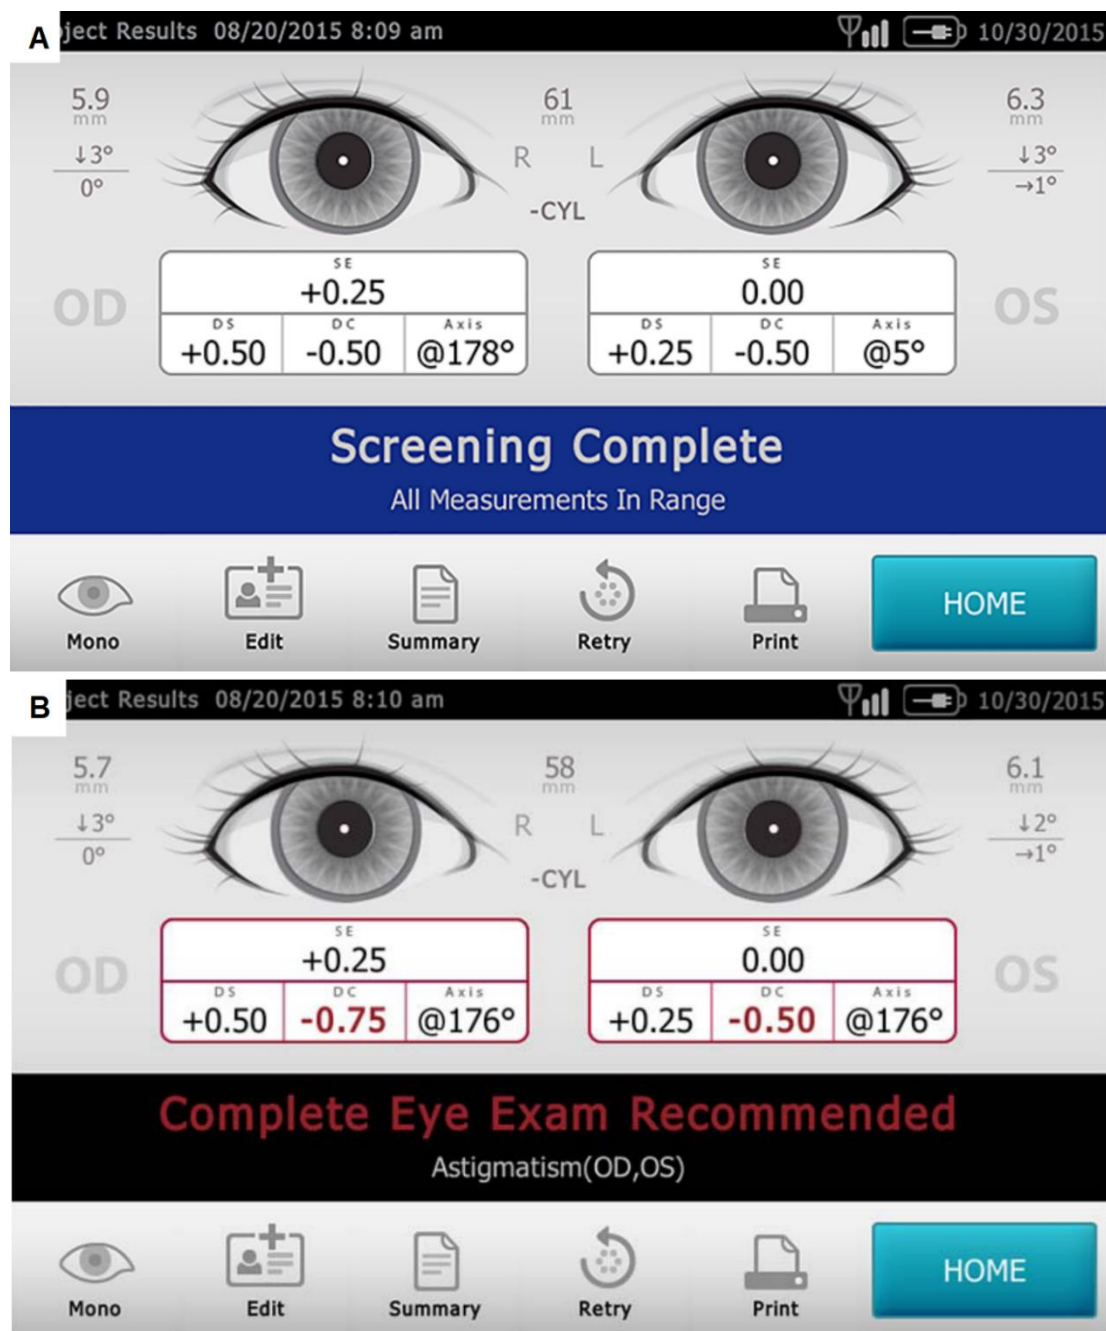 A
ject Results 08/20/2015 8:09 am 10/30/2015
5.9 mm 61 mm 6.3 mm
↓3° R L ↓3°
0° →1°
-CYL
OD OS
SE SE
+0.25 0.00
DS DC Axis DS DC Axis
+0.50 -0.50 @178° +0.25 -0.50 @5°
Screening Complete
All Measurements In Range
Mono Edit Summary Retry Print HOME
B
ject Results 08/20/2015 8:10 am 10/30/2015
5.7 mm 58 mm 6.1 mm
↓3° R L ↓2°
0° →1°
-CYL
OD OS
SE SE
+0.25 0.00
DS DC Axis DS DC Axis
+0.50 -0.75 @176° +0.25 -0.50 @176°
Complete Eye Exam Recommended
Astigmatism(OD,OS)
Mono Edit Summary Retry Print HOME